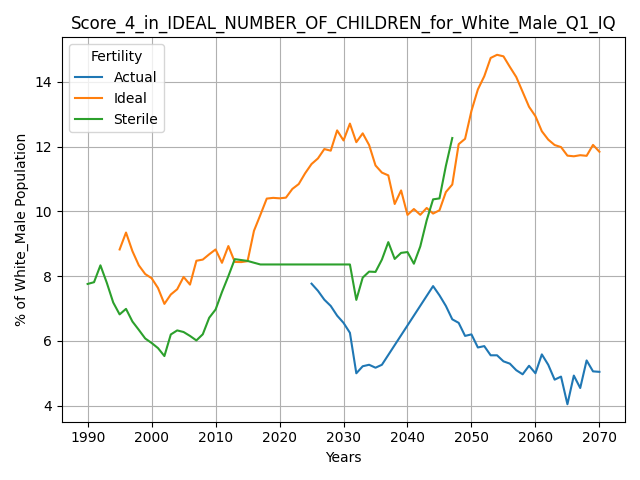 Score_4_in_IDEAL_NUMBER_OF_CHILDREN_for_White_Male_Q1_IQ
Fertility
Actual
Ideal
Sterile
% of White_Male Population
14
12
10
8
6
4
1990 2000 2010 2020 2030 2040 2050 2060 2070
Years